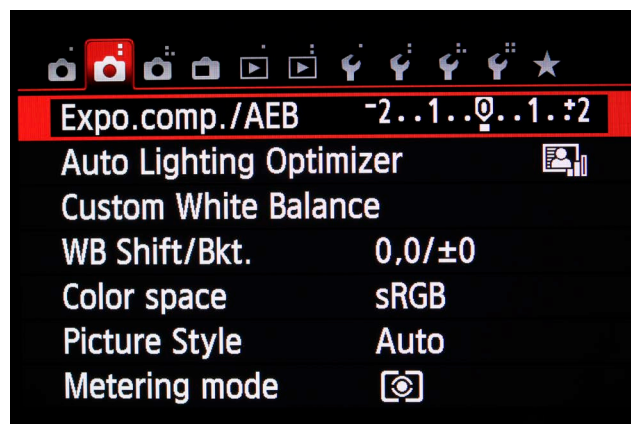 Expo.comp./AEB -2..1..0..1.:+2
Auto Lighting Optimizer
Custom White Balance
WB Shift/Bkt. 0,0/±0
Color space sRGB
Picture Style Auto
Metering mode